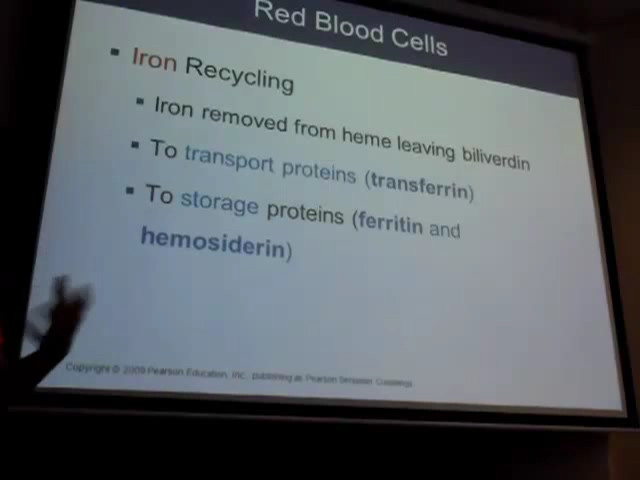 Red Blood Cells
▪ Iron Recycling
▪ Iron removed from heme leaving biliverdin
▪ To transport proteins (transferrin)
▪ To storage proteins (ferritin and
hemosiderin)
Copyright © 2009 Pearson Education, Inc., publishing as Pearson Benjamin Cummings